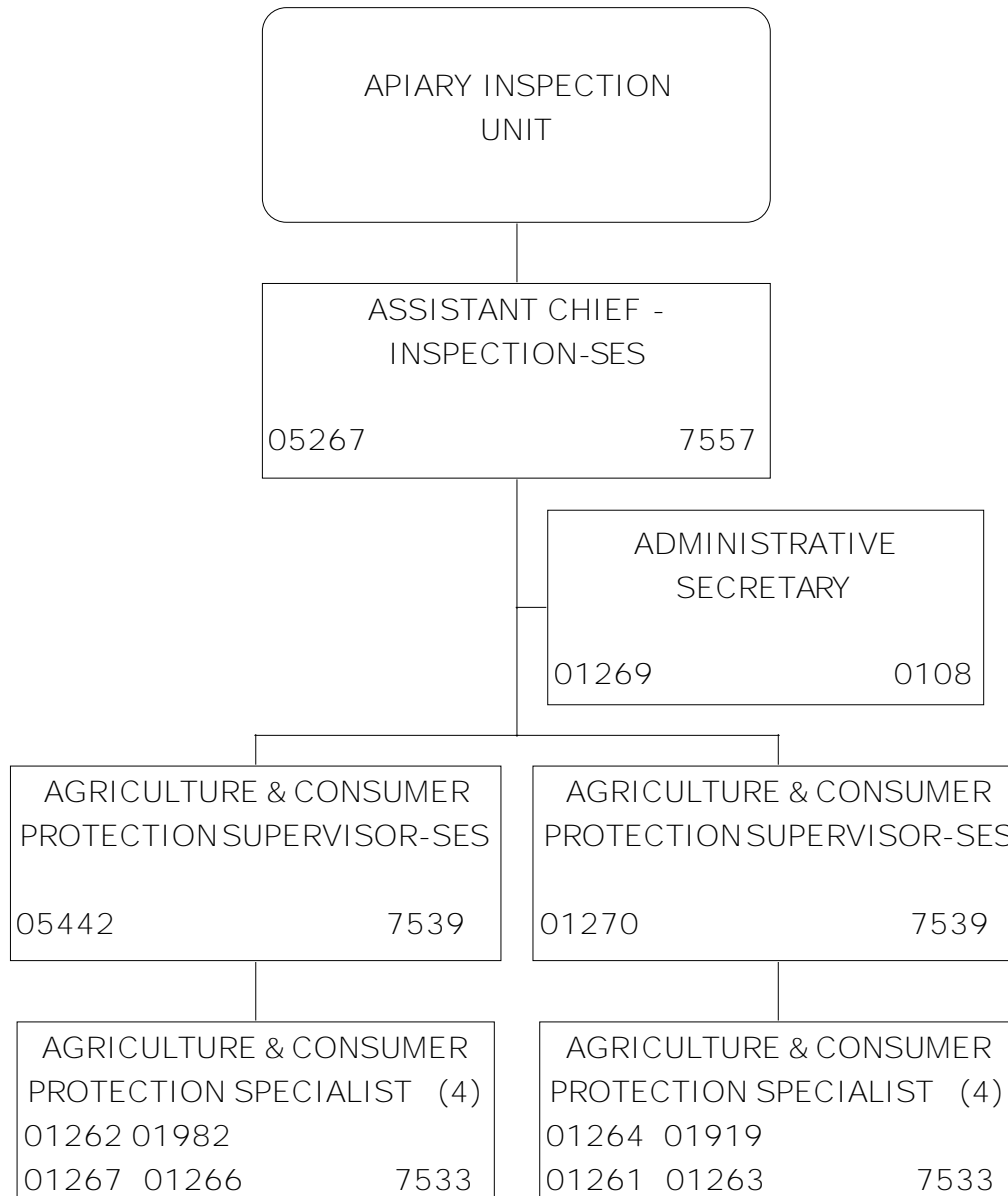 APIARY INSPECTION
UNIT
ASSISTANT CHIEF -
INSPECTION-SES
05267 7557
ADMINISTRATIVE
SECRETARY
01269 0108
AGRICULTURE & CONSUMER
PROTECTION SUPERVISOR-SES
05442 7539
AGRICULTURE & CONSUMER
PROTECTION SUPERVISOR-SES
01270 7539
AGRICULTURE & CONSUMER
PROTECTION SPECIALIST (4)
01262 01982
01267 01266 7533
AGRICULTURE & CONSUMER
PROTECTION SPECIALIST (4)
01264 01919
01261 01263 7533